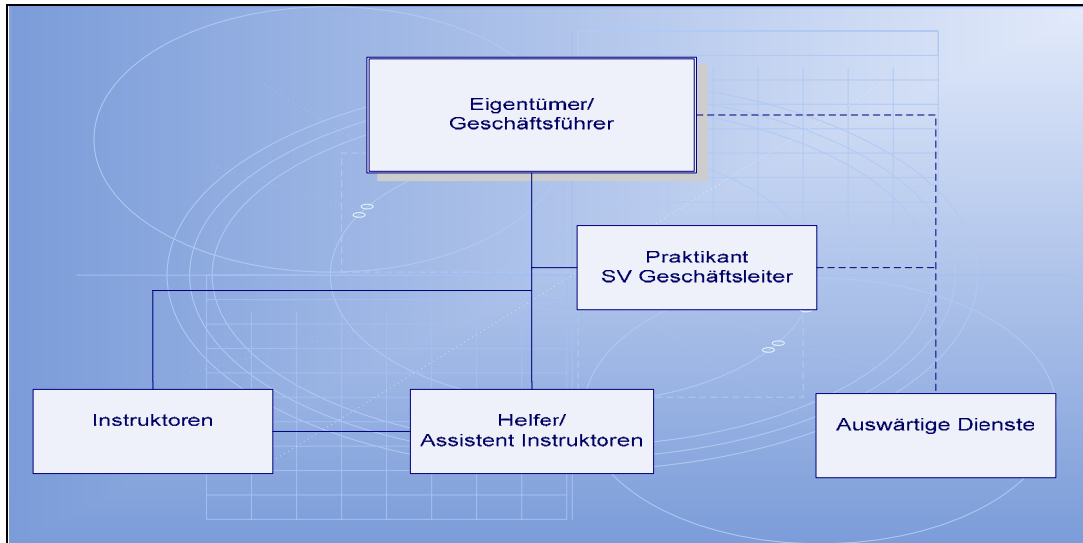 Eigentümer/
Geschäftsführer
Praktikant
SV Geschäftsleiter
Instruktoren
Helfer/
Assistent Instruktoren
Auswärtige Dienste